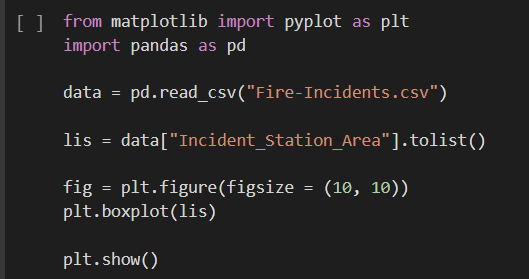 [ ] from matplotlib import pyplot as plt
import pandas as pd
data = pd.read_csv("Fire-Incidents.csv")
lis = data["Incident_Station_Area"].tolist()
fig = plt.figure(figsize = (10, 10))
plt.boxplot(lis)
plt.show()